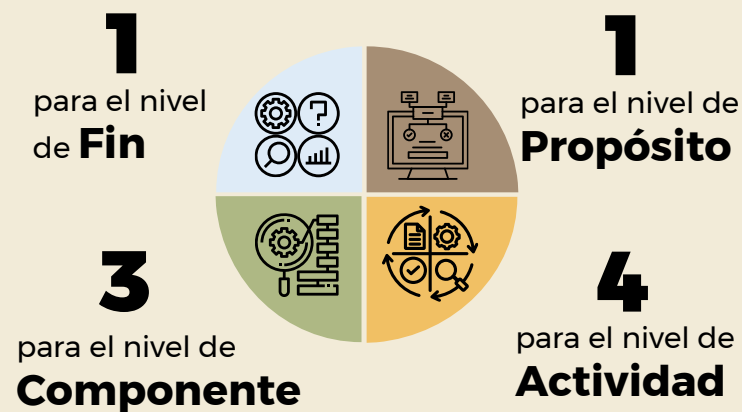 1
para el nivel
de Fin
1
para el nivel de
Propósito
3
para el nivel de
Componente
4
para el nivel de
Actividad